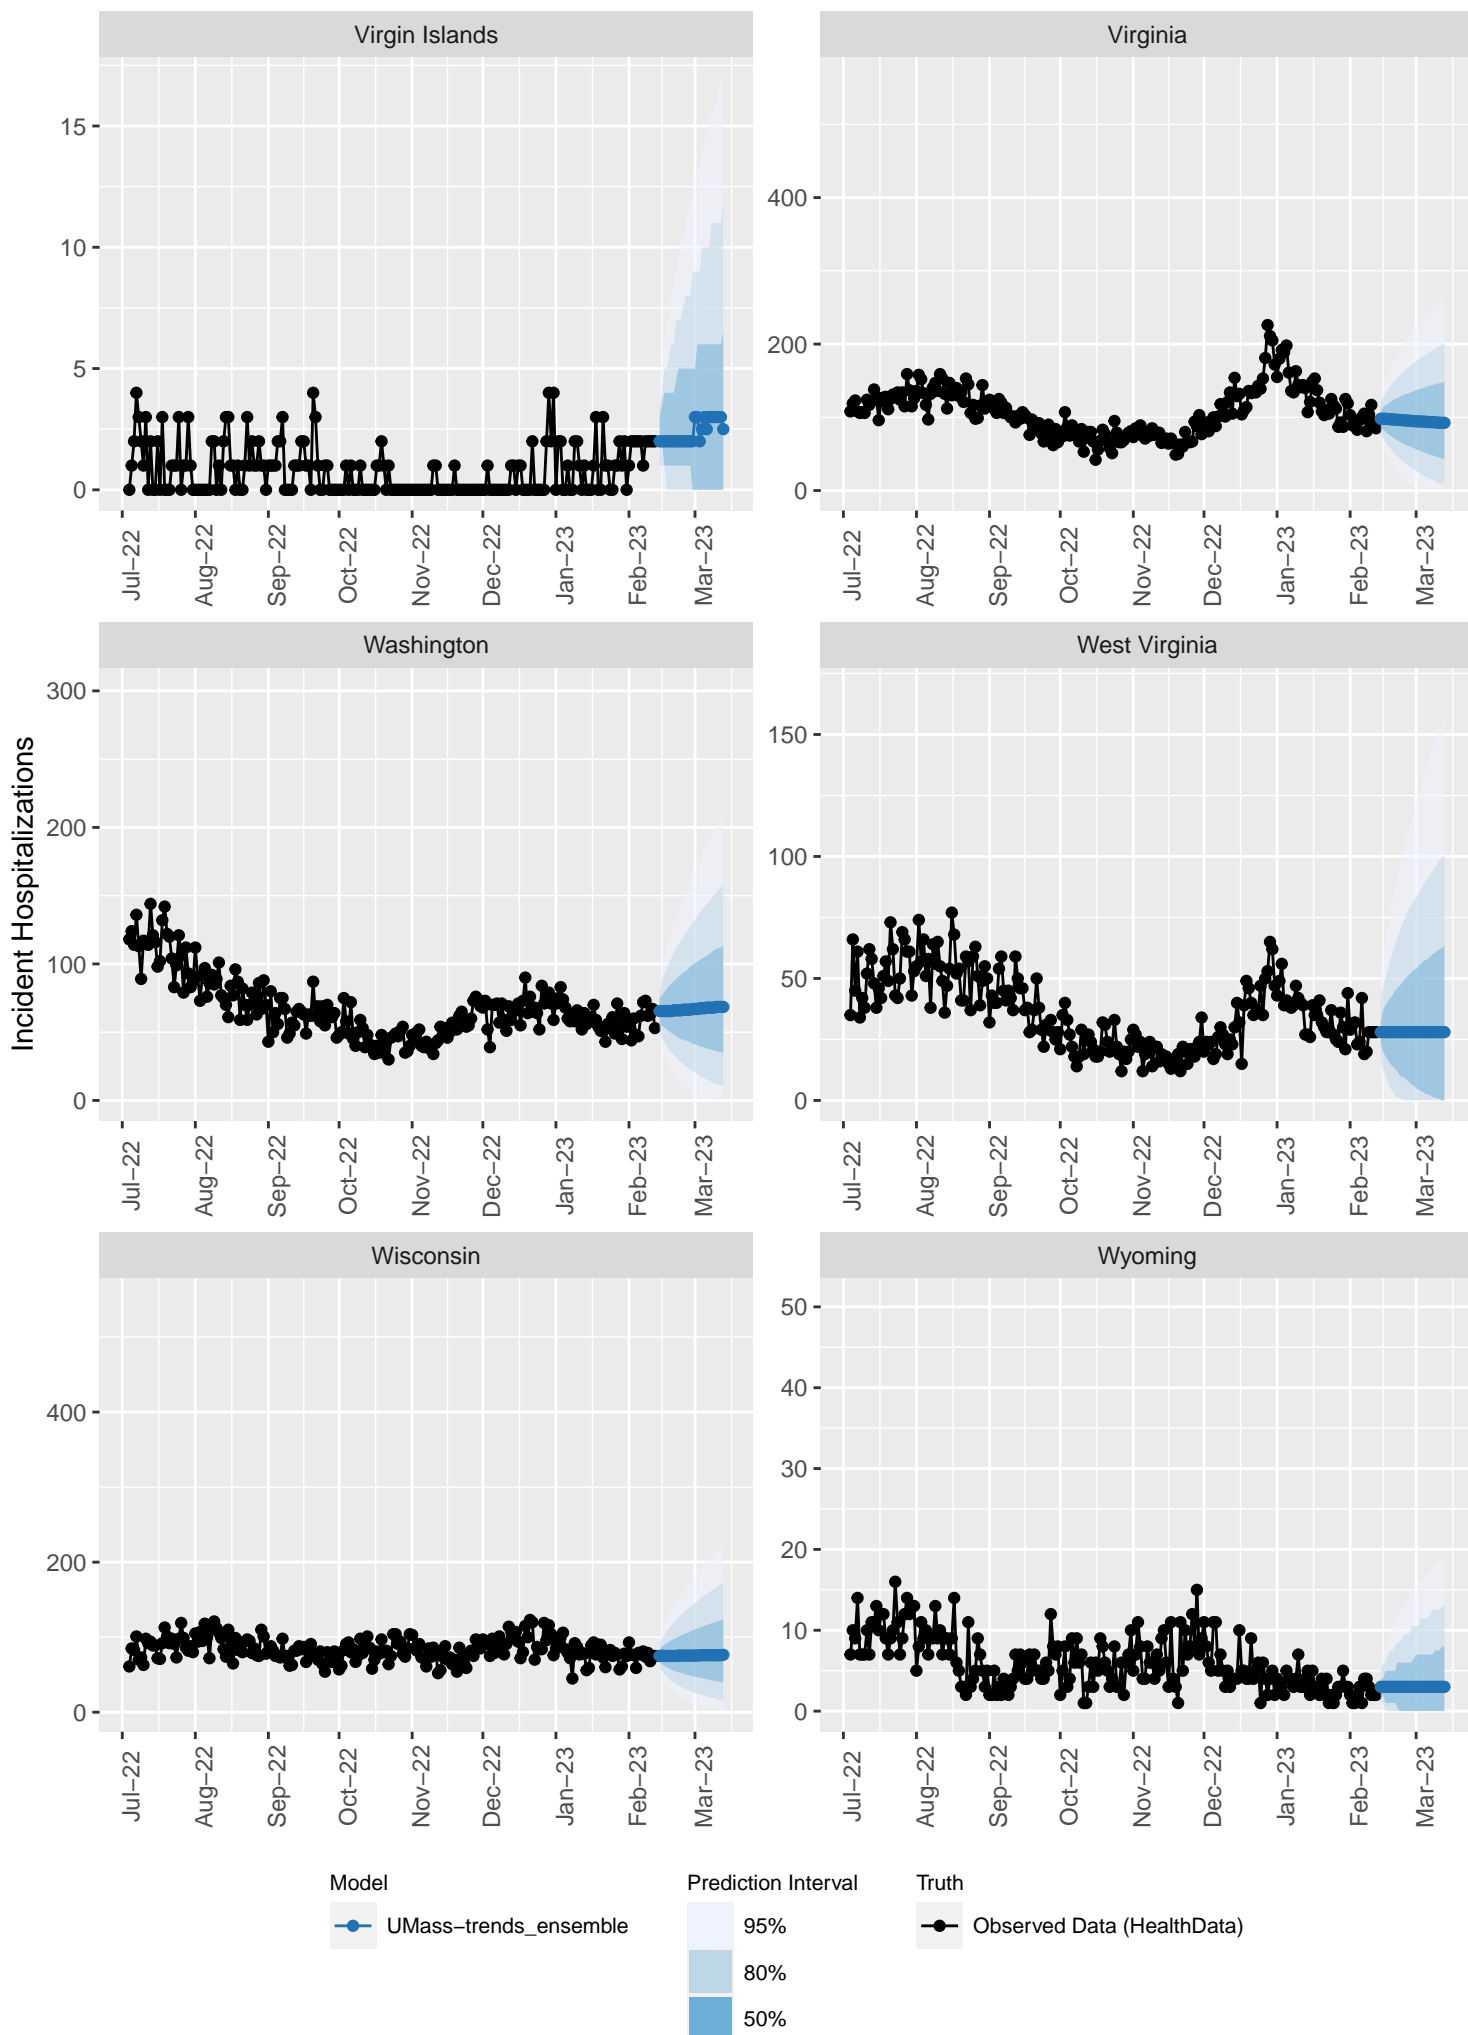 Virgin Islands
Virginia
15
10
5
0
400
200
0
Jul–22
Aug–22
Sep–22
Oct–22
Nov–22
Dec–22
Jan–23
Feb–23
Mar–23
Jul–22
Aug–22
Sep–22
Oct–22
Nov–22
Dec–22
Jan–23
Feb–23
Mar–23
Washington
West Virginia
Incident Hospitalizations
300
200
100
0
150
100
50
0
Jul–22
Aug–22
Sep–22
Oct–22
Nov–22
Dec–22
Jan–23
Feb–23
Mar–23
Jul–22
Aug–22
Sep–22
Oct–22
Nov–22
Dec–22
Jan–23
Feb–23
Mar–23
Wisconsin
Wyoming
400
200
0
50
40
30
20
10
0
Jul–22
Aug–22
Sep–22
Oct–22
Nov–22
Dec–22
Jan–23
Feb–23
Mar–23
Jul–22
Aug–22
Sep–22
Oct–22
Nov–22
Dec–22
Jan–23
Feb–23
Mar–23
Model
UMass–trends_ensemble
Prediction Interval
95%
80%
50%
Truth
Observed Data (HealthData)